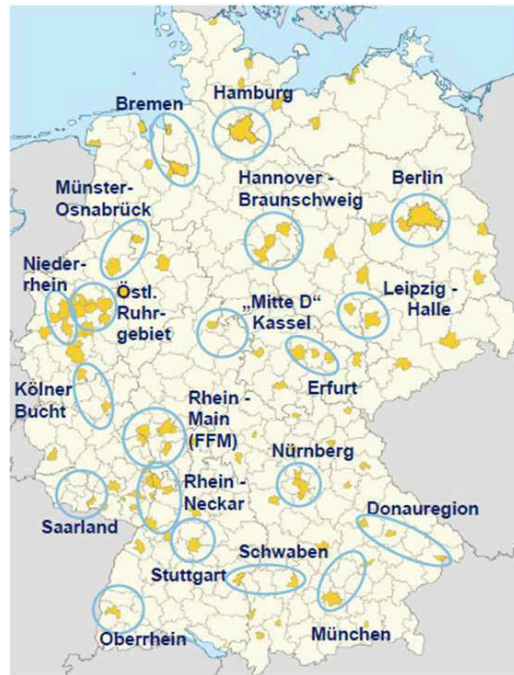 Hamburg
Bremen
Münster-
Osnabrück
Hannover -
Braunschweig
Berlin
Nieder-
rhein
Östl.
Ruhr-
gebiet
„Mitte D“
Kassel
Leipzig -
Halle
Erfurt
Kölner
Bucht
Rhein -
Main
(FFM)
Nürnberg
Rhein -
Neckar
Donauregion
Saarland
Stuttgart
Schwaben
München
Oberrhein